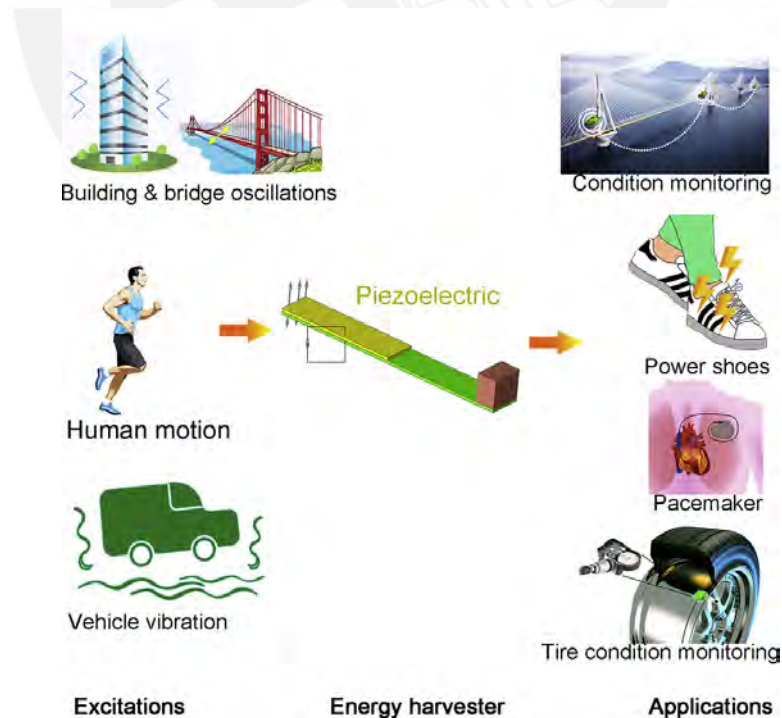 Building & bridge oscillations
Condition monitoring
Piezoelectric
Power shoes
Human motion
Pacemaker
Vehicle vibration
Tire condition monitoring
Excitations
Energy harvester
Applications